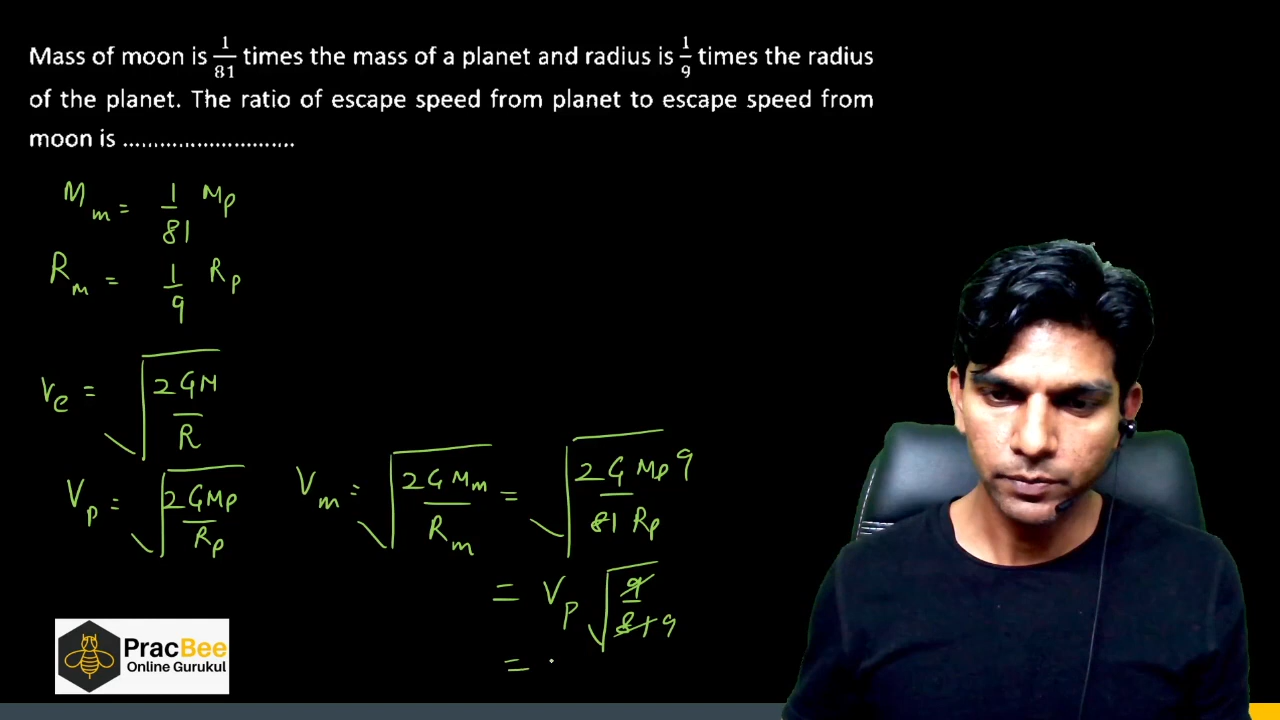 Mass of moon is 1/81 times the mass of a planet and radius is 1/9 times the radius
of the planet. The ratio of escape speed from planet to escape speed from
moon is ............................
M_m = 1/81 M_p
R_m = 1/9 R_p
v_e = √(2GM/R)
V_p = √(2GM_p/R_p)
V_m = √(2GM_m/R_m) = √(2GM_p 9/81 R_p)
= V_p √(9/81 9)
=
PracBee
Online Gurukul